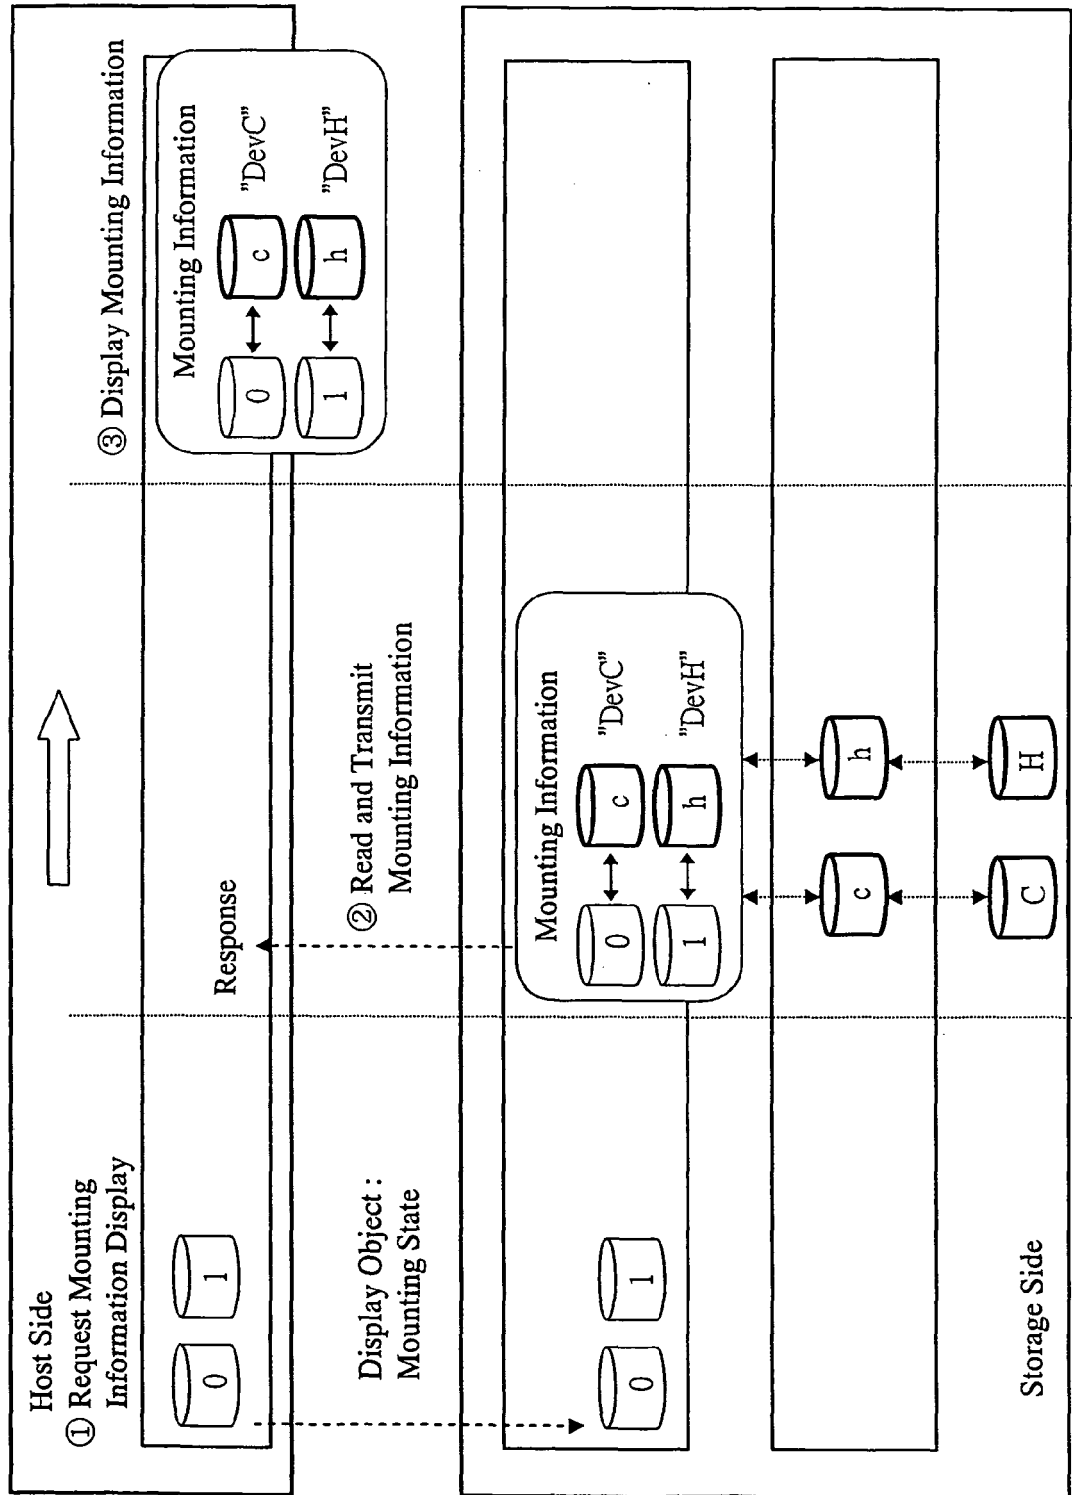 Host Side
① Request Mounting
Information Display
0
1
Display Object :
Mounting State
0
1
Storage Side
Response
② Read and Transmit
Mounting Information
Mounting Information
0
c
"DevC"
1
h
"DevH"
c
h
C
H
③ Display Mounting Information
Mounting Information
0
c
"DevC"
1
h
"DevH"